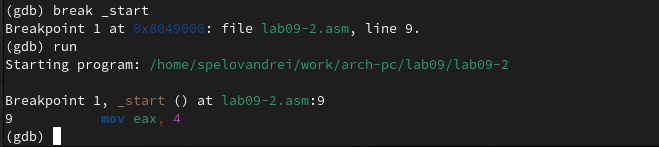 (gdb) break _start
Breakpoint 1 at 0x8049000: file lab09-2.asm, line 9.
(gdb) run
Starting program: /home/spelovandrei/work/arch-pc/lab09/lab09-2
Breakpoint 1, _start () at lab09-2.asm:9
9           mov eax, 4
(gdb)